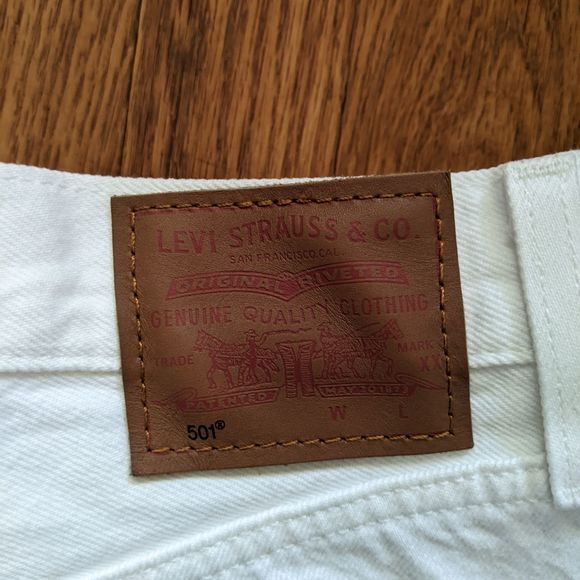 LEVI STRAUSS & CO.
SAN FRANCISCO, CAL
ORIGINAL RIVETED
GENUINE QUALITY CLOTHING
TRADE MARK
XX
PATENTED MAY 20 1873
W L
501®